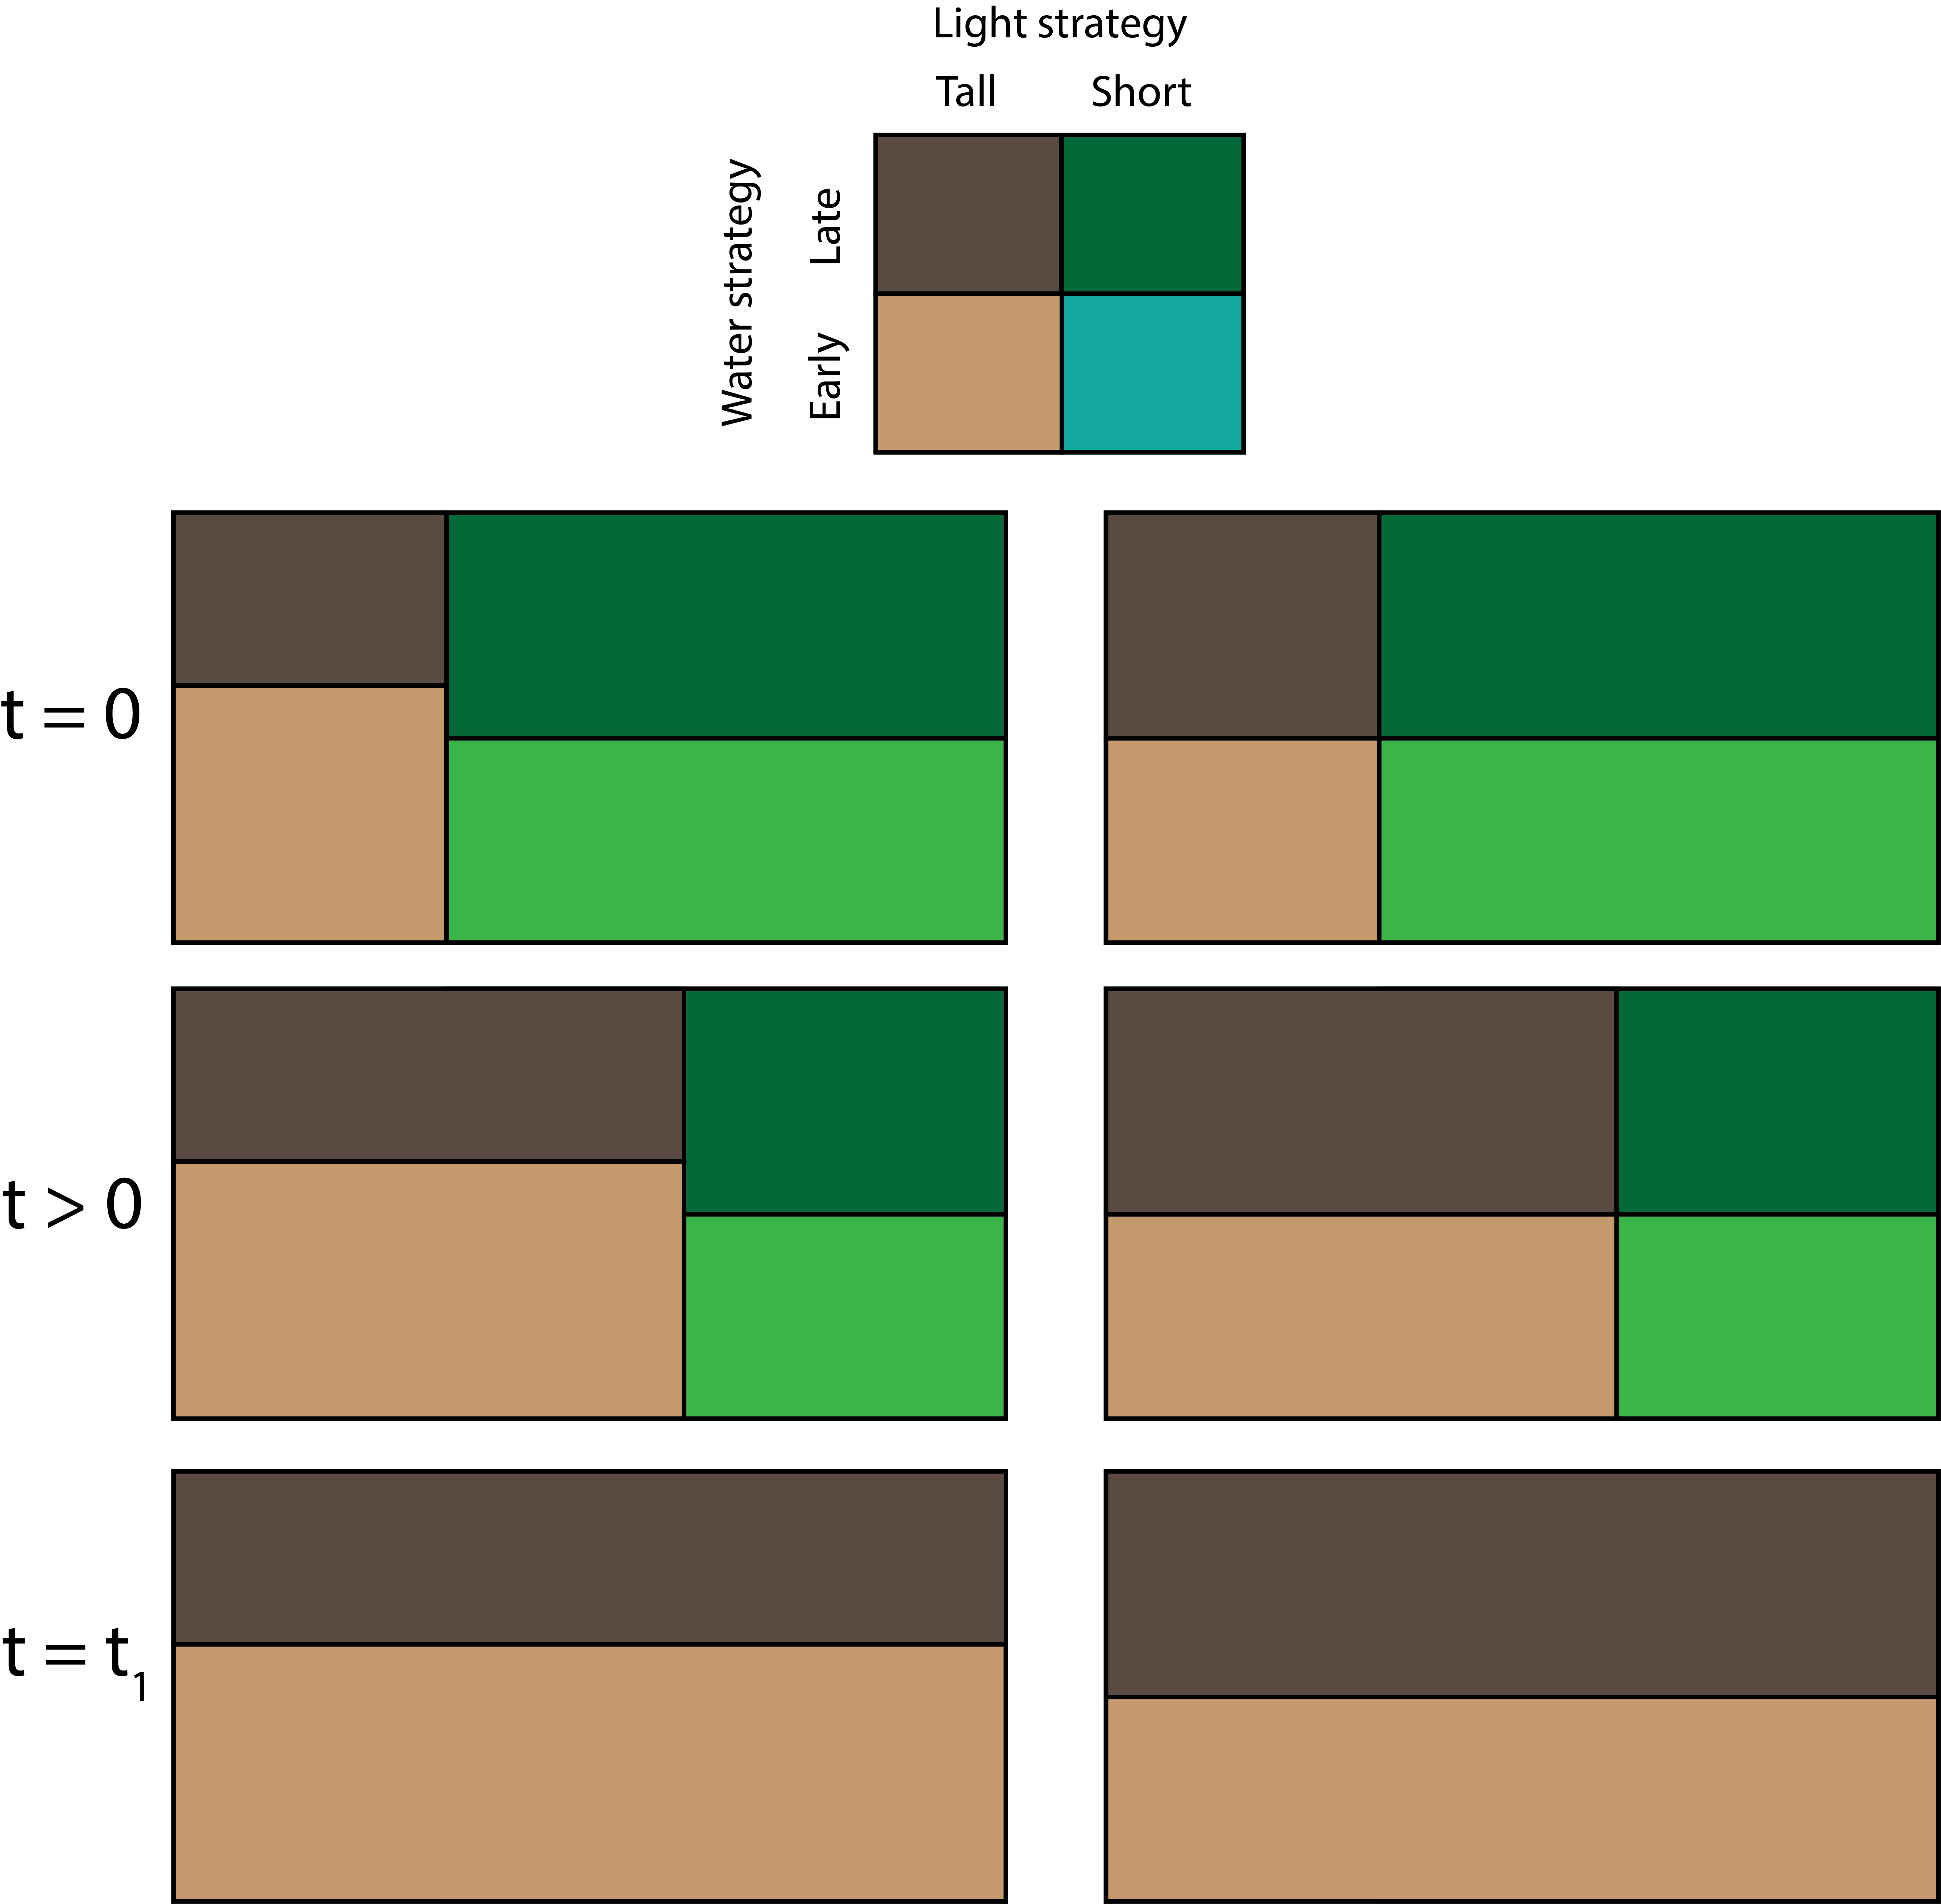 Light strategy
Tall Short
Water strategy
Late
Early
t = 0
t > 0
t = t1